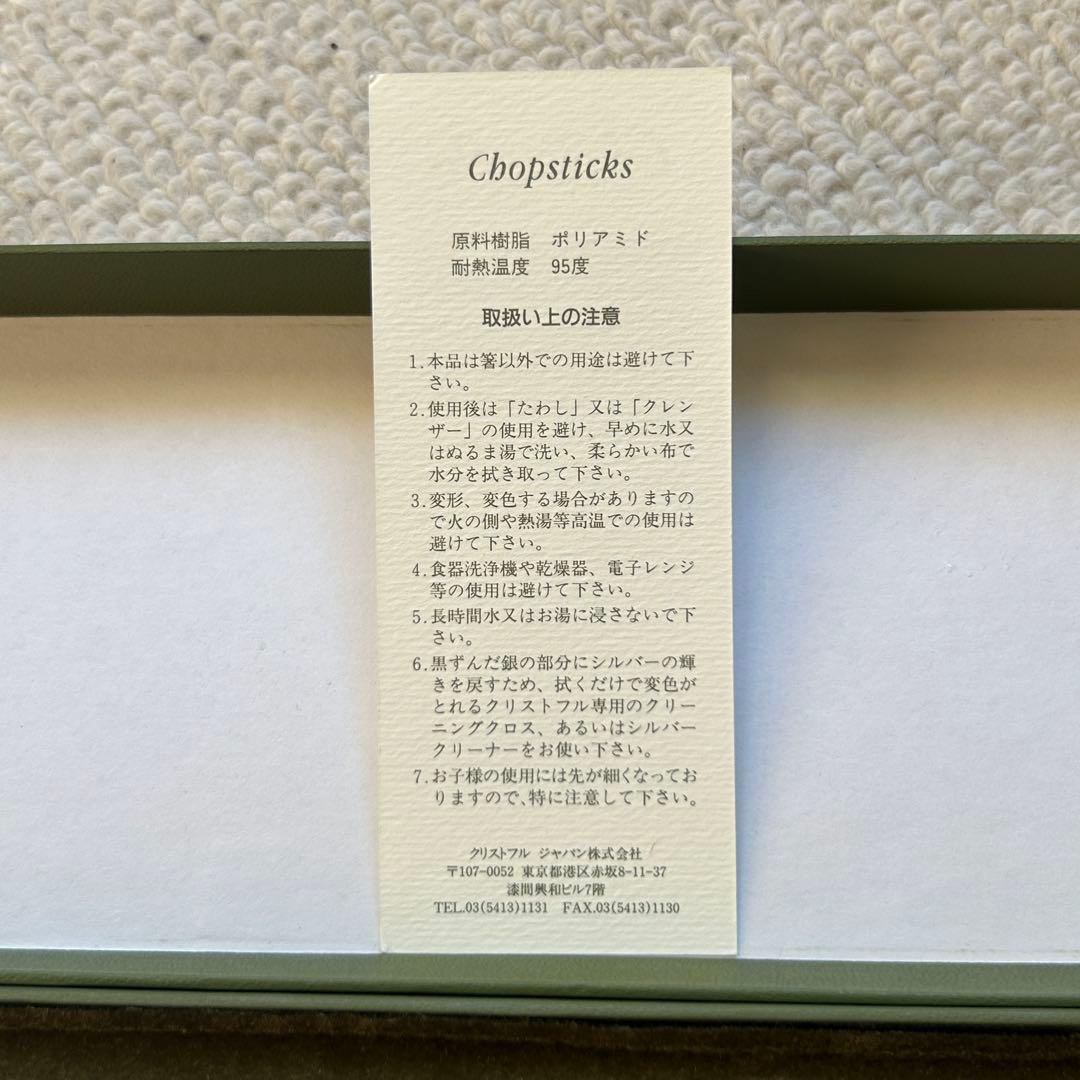 Chopsticks
原料樹脂　ポリアミド
耐熱温度　95度
取扱い上の注意
1.本品は箸以外での用途は避けて下
さい。
2.使用後は「たわし」又は「クレン
ザー」の使用を避け、早めに水又
はぬるま湯で洗い、柔らかい布で
水分を拭き取って下さい。
3.変形、変色する場合がありますの
で火の側や熱湯等高温での使用は
避けて下さい。
4.食器洗浄機や乾燥器、電子レンジ
等の使用は避けて下さい。
5.長時間水又はお湯に浸さないで下
さい。
6.黒ずんだ銀の部分にシルバーの輝
きを戻すため、拭くだけで変色が
とれるクリストフル専用のクリー
ニングクロス、あるいはシルバー
クリーナーをお使い下さい。
7.お子様の使用には先が細くなってお
りますので､特に注意して下さい。
クリストフル ジャパン株式会社
〒107-0052 東京都港区赤坂8-11-37
漆間興和ビル7階
TEL.03(5413)1131　FAX.03(5413)1130